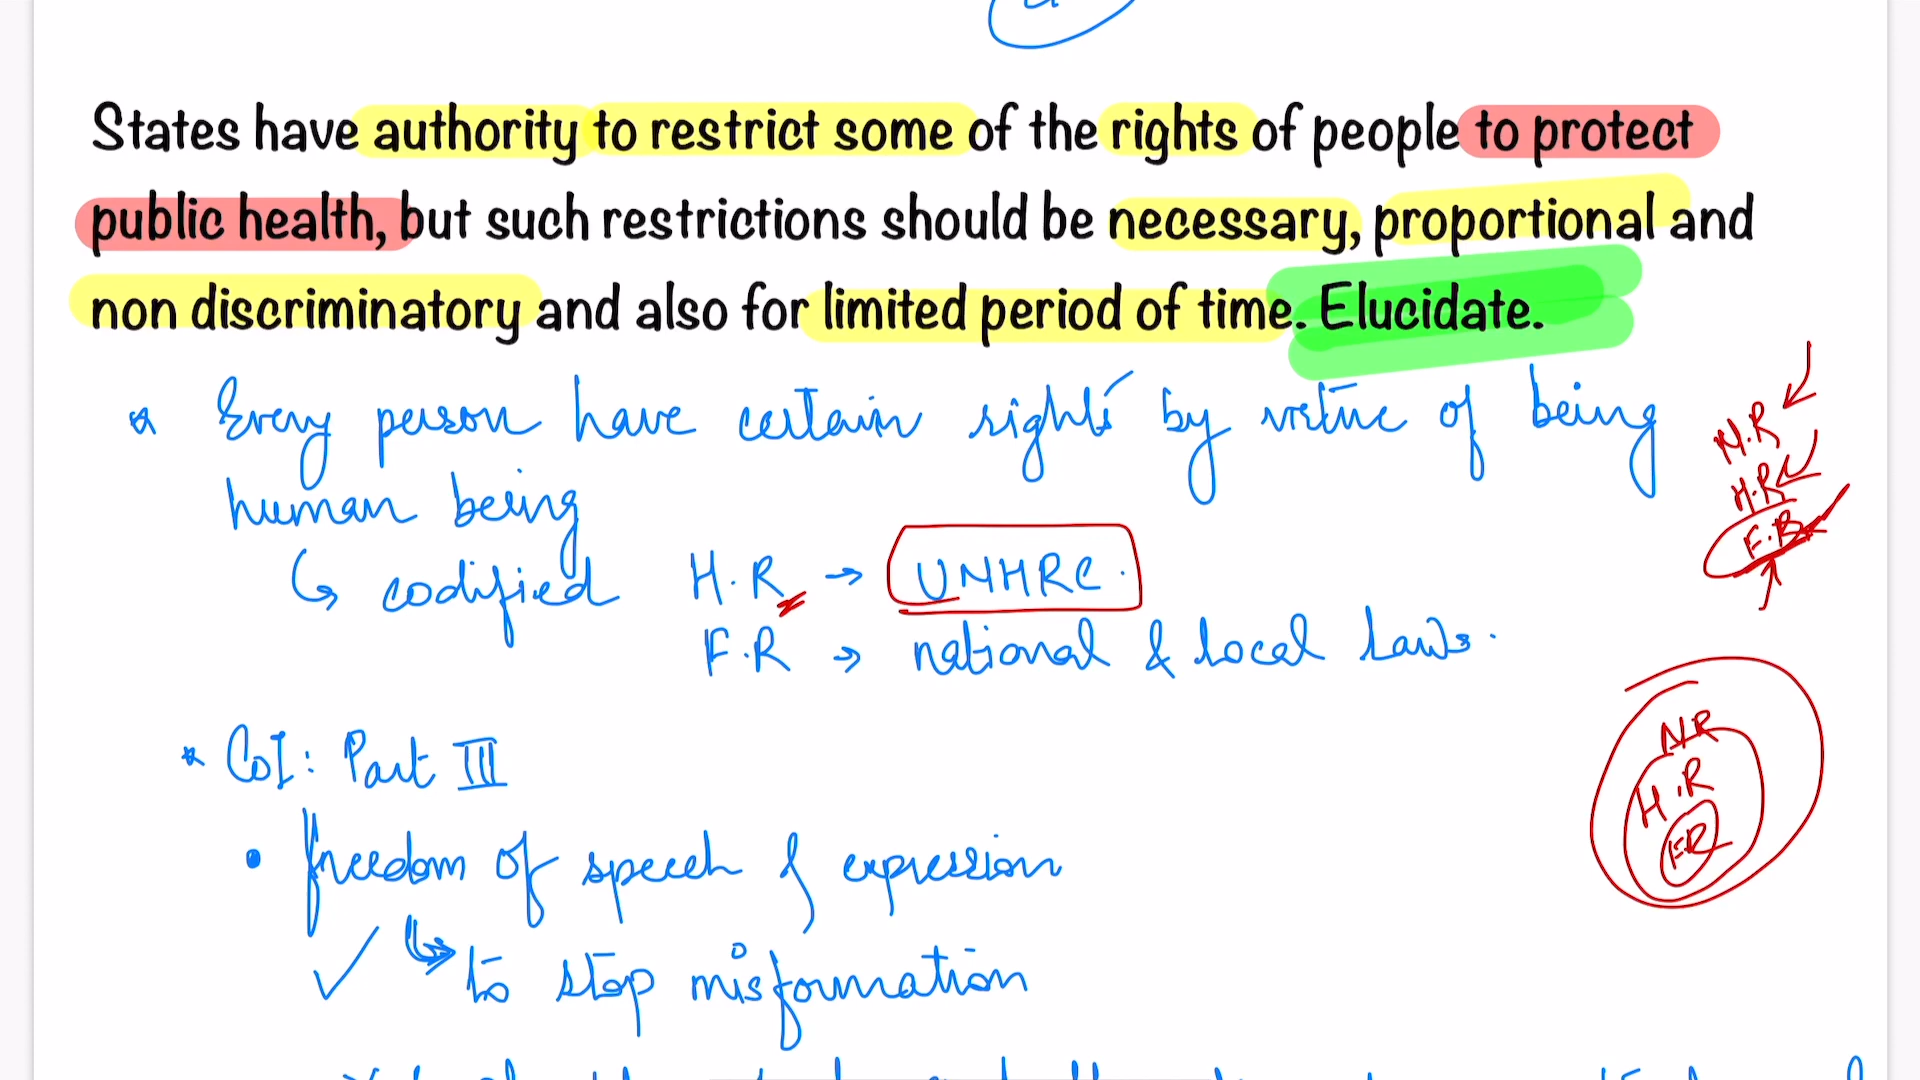 States have authority to restrict some of the rights of people to protect
public health, but such restrictions should be necessary, proportional and
non discriminatory and also for limited period of time. Elucidate.
Every person have certain rights by virtue of being
human being
N.R
H.R
F.R
codified H.R → UNHRC.
F.R → national & local laws.
* CoI: Part III
NR
H.R
FR
• freedom of speech & expression
to stop misformation